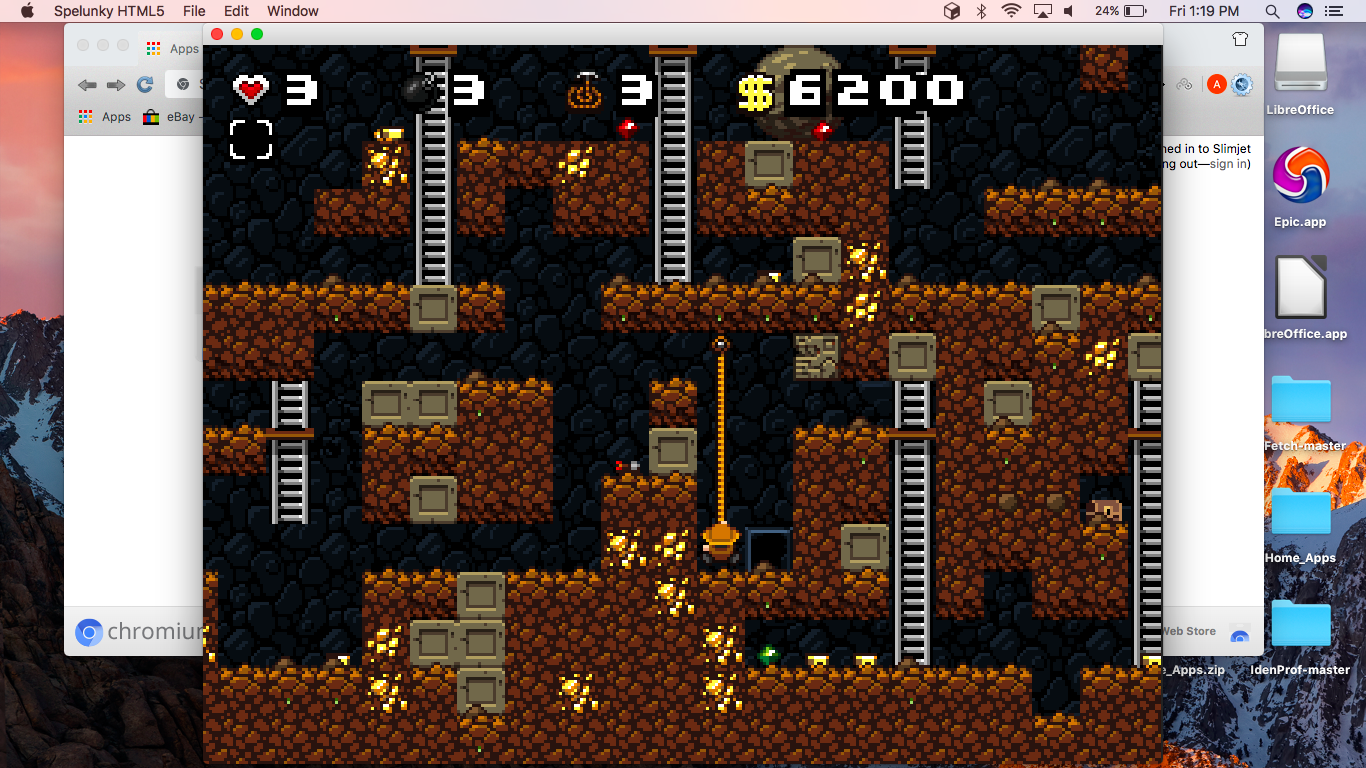 Spelunky HTML5 File Edit Window 24% Fri 1:19 PM
Apps
S
A
Apps eBay -
3 3 3 $ 6200
ned in to Slimjet
ng out—sign in)
LibreOffice
Epic.app
breOffice.app
Fetch-master
Home_Apps
chromiun
Web Store
e_Apps.zip IdenProf-master